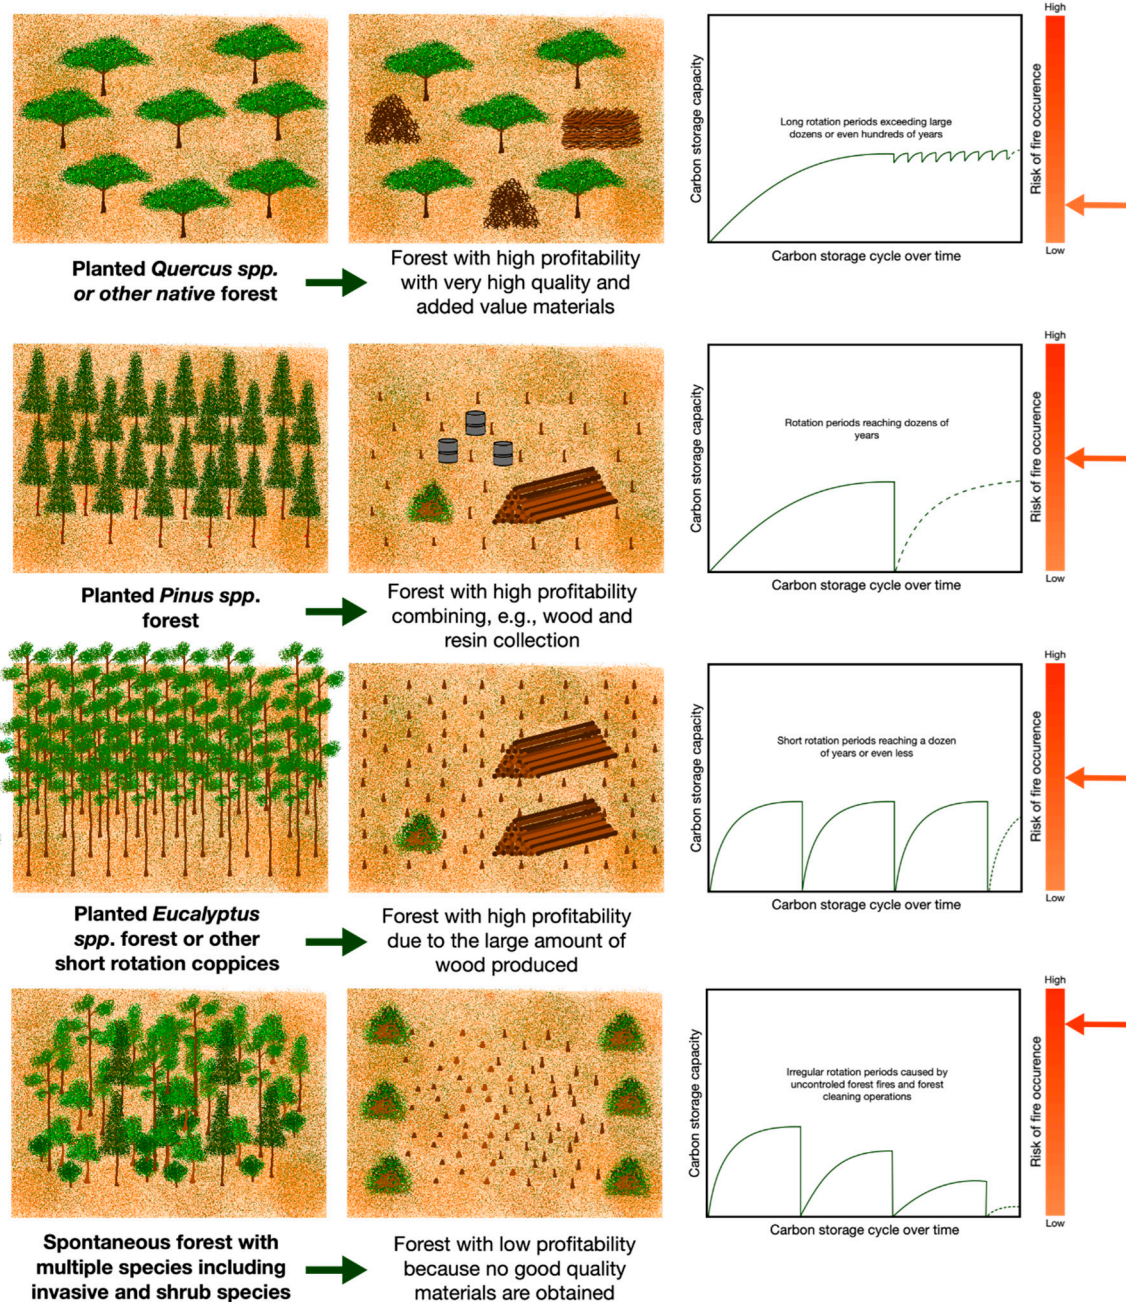 High
Carbon storage capacity
Long rotation periods exceeding large
dozens or even hundreds of years
Risk of fire occurence
Low
Carbon storage cycle over time
Planted Quercus spp.
or other native forest
Forest with high profitability
with very high quality and
added value materials
High
Carbon storage capacity
Rotation periods reaching dozens of
years
Risk of fire occurence
Low
Carbon storage cycle over time
Planted Pinus spp.
forest
Forest with high profitability
combining, e.g., wood and
resin collection
High
Carbon storage capacity
Short rotation periods reaching a dozen
of years or even less
Risk of fire occurence
Low
Carbon storage cycle over time
Planted Eucalyptus
spp. forest or other
short rotation coppices
Forest with high profitability
due to the large amount of
wood produced
High
Carbon storage capacity
Irregular rotation periods caused by
uncontroled forest fires and forest
cleaning operations
Risk of fire occurence
Low
Carbon storage cycle over time
Spontaneous forest with
multiple species including
invasive and shrub species
Forest with low profitability
because no good quality
materials are obtained